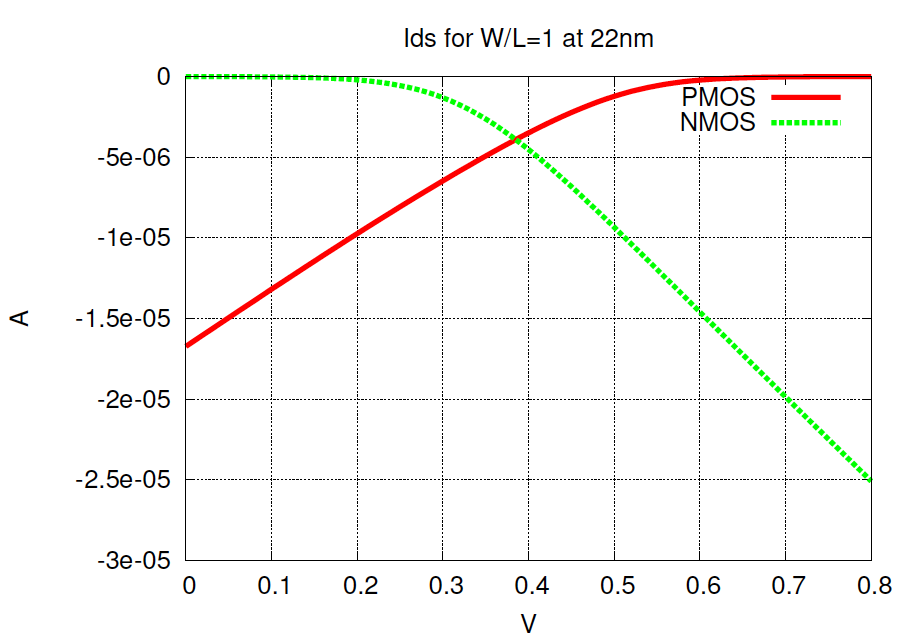 Ids for W/L=1 at 22nm
0
PMOS
NMOS
-5e-06
-1e-05
A
-1.5e-05
-2e-05
-2.5e-05
-3e-05
0 0.1 0.2 0.3 0.4 0.5 0.6 0.7 0.8
V